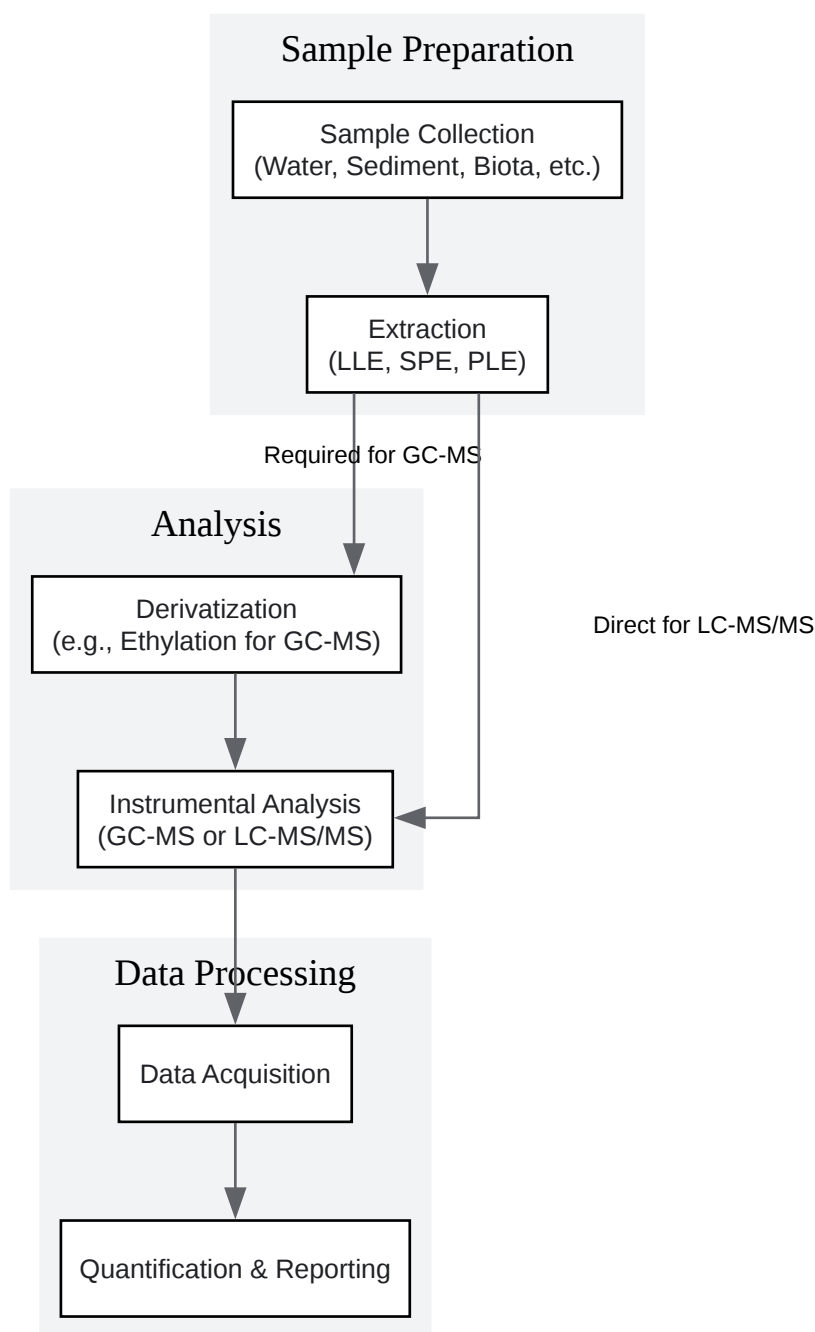 Sample Preparation
Sample Collection
(Water, Sediment, Biota, etc.)
Extraction
(LLE, SPE, PLE)
Required for GC-MS
Analysis
Derivatization
(e.g., Ethylation for GC-MS)
Direct for LC-MS/MS
Instrumental Analysis
(GC-MS or LC-MS/MS)
Data Processing
Data Acquisition
Quantification & Reporting